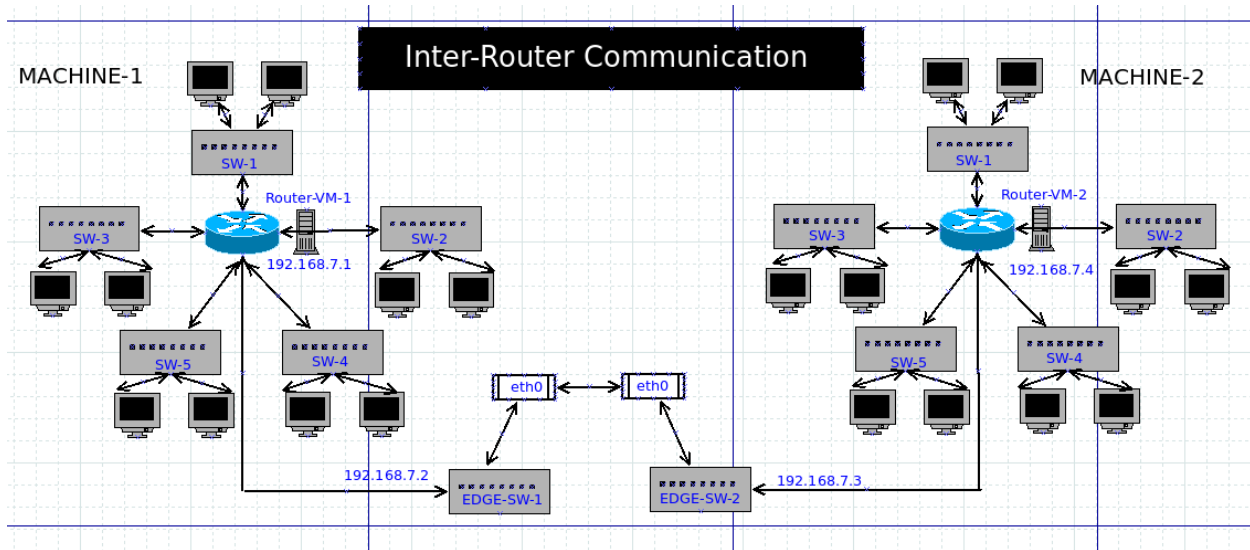 Inter-Router Communication
MACHINE-1
MACHINE-2
SW-1
SW-1
Router-VM-1
Router-VM-2
SW-3
SW-2
SW-3
SW-2
192.168.7.1
192.168.7.4
SW-5
SW-4
SW-5
SW-4
eth0
eth0
192.168.7.2
192.168.7.3
EDGE-SW-1
EDGE-SW-2